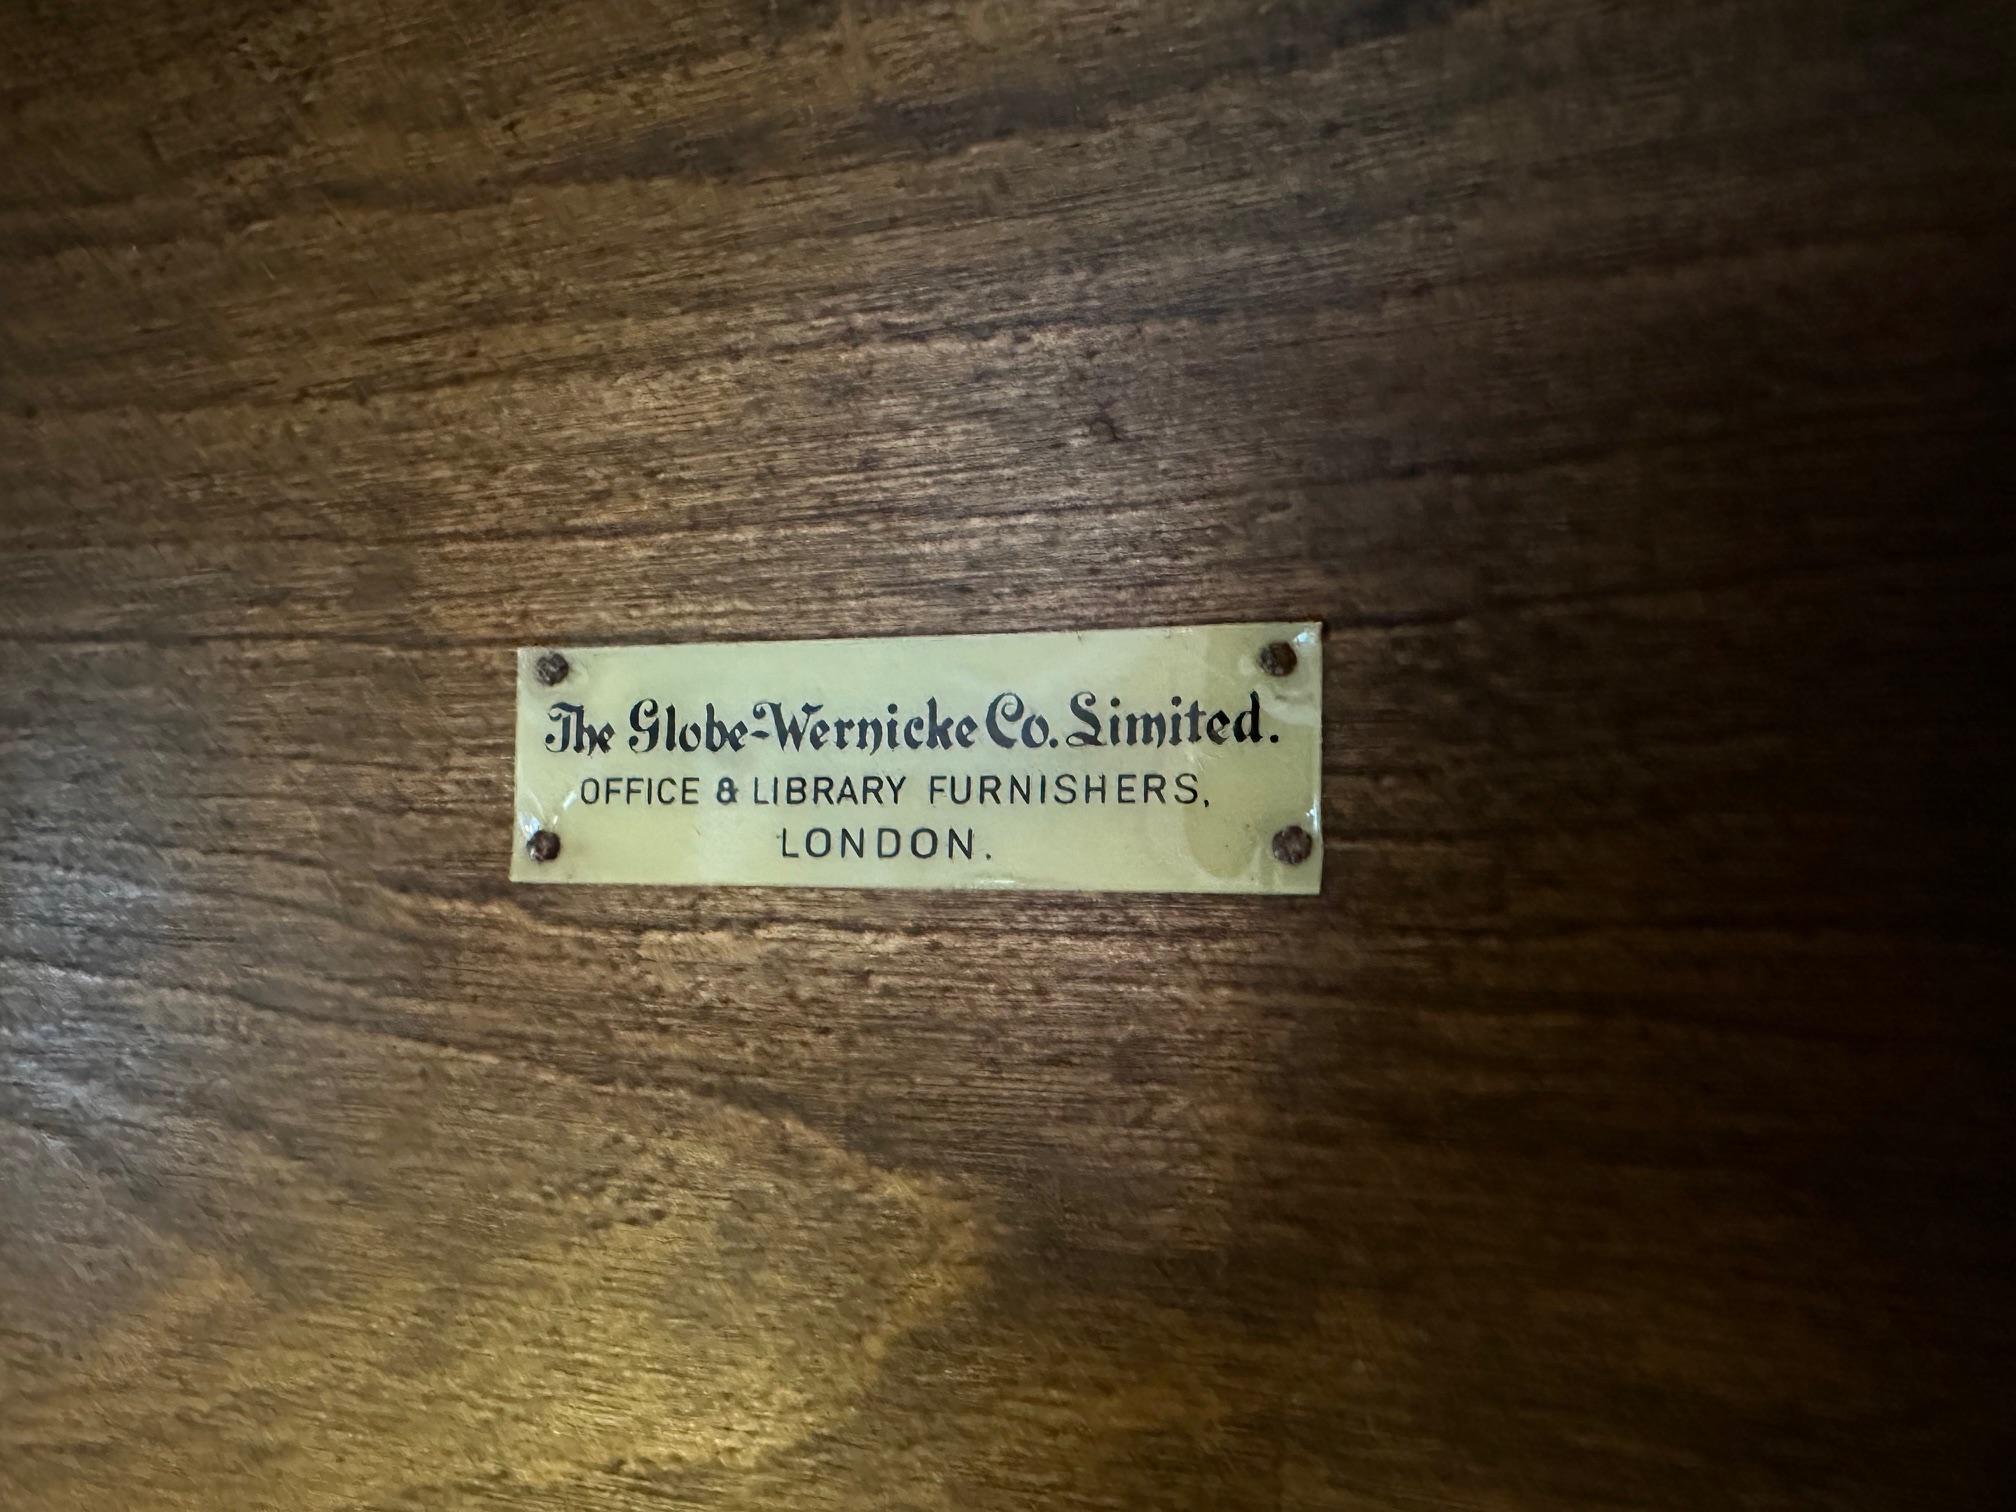 The Globe-Wernicke Co. Limited.
OFFICE & LIBRARY FURNISHERS,
LONDON.